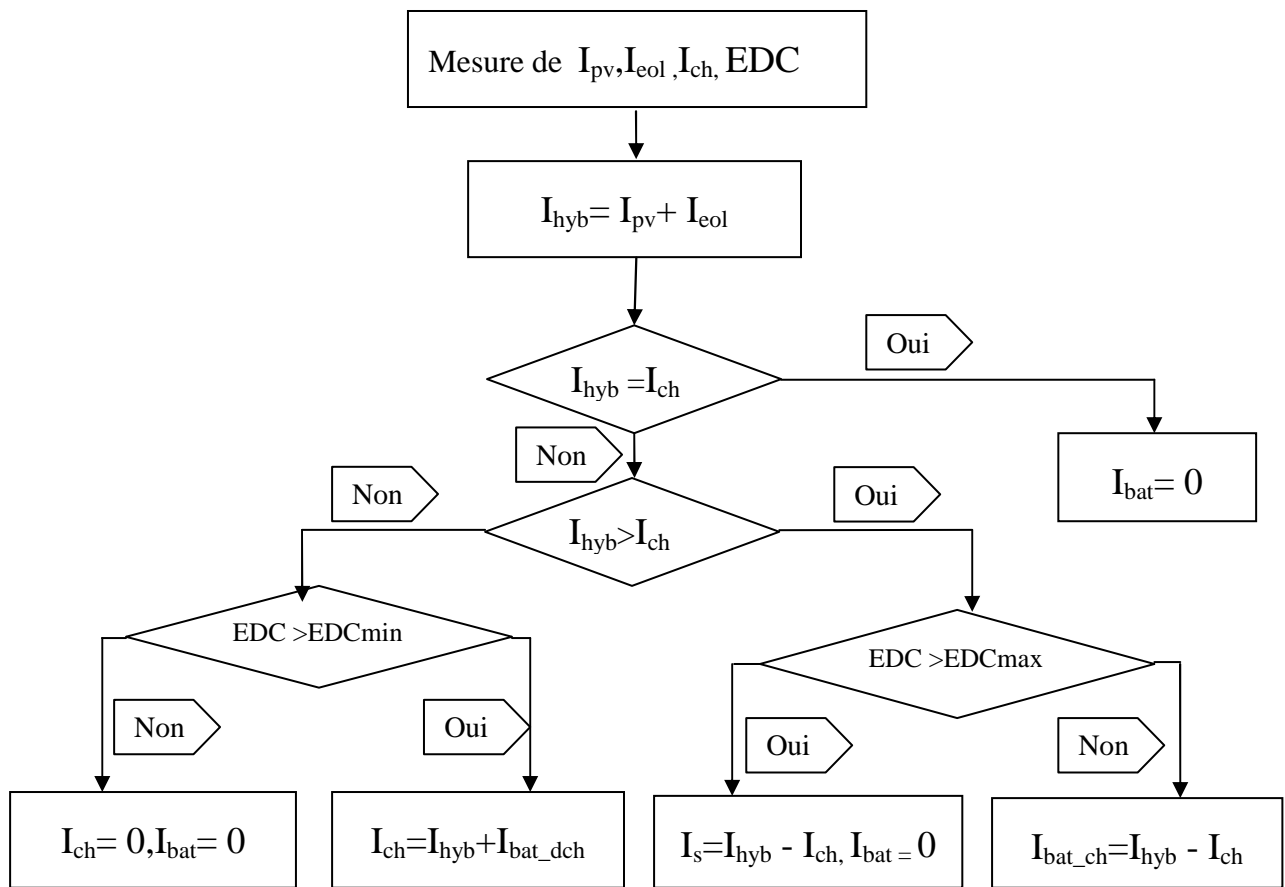 Mesure de I_pv,I_eol ,I_ch, EDC
I_hyb= I_pv+ I_eol
Oui
I_hyb =I_ch
Non
I_bat= 0
Non
Oui
I_hyb>I_ch
EDC >EDCmin
EDC >EDCmax
Non
Oui
Oui
Non
I_ch= 0,I_bat= 0
I_ch=I_hyb+I_bat_dch
I_s=I_hyb - I_ch, I_bat = 0
I_bat_ch=I_hyb - I_ch